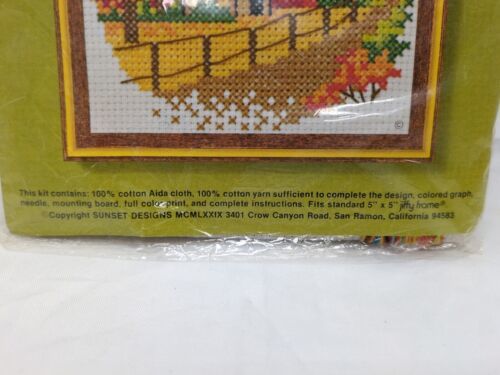 ©
This kit contains: 100% cotton Aida cloth, 100% cotton yarn sufficient to complete the design, colored graph,
needle, mounting board, full color print, and complete instructions. Fits standard 5" x 5" jiffy frame®.
©Copyright SUNSET DESIGNS MCMLXXIX 3401 Crow Canyon Road, San Ramon, California 94583